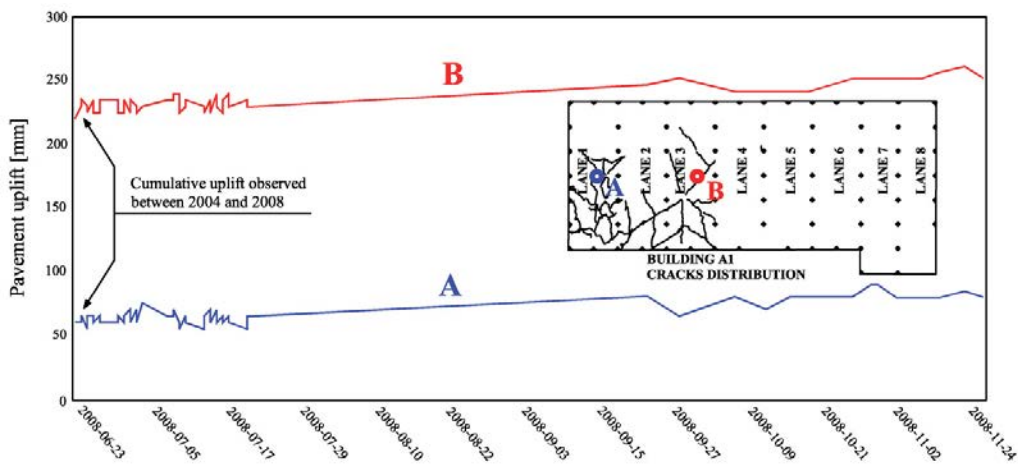 300
250
200
150
100
50
0
Pavement uplift [mm]
B
A
Cumulative uplift observed
between 2004 and 2008
LANE 1
LANE 2
LANE 3
LANE 4
LANE 5
LANE 6
LANE 7
LANE 8
A
B
BUILDING A1
CRACKS DISTRIBUTION
2008-06-23
2008-07-05
2008-07-17
2008-07-29
2008-08-10
2008-08-22
2008-09-03
2008-09-15
2008-09-27
2008-10-09
2008-10-21
2008-11-02
2008-11-24